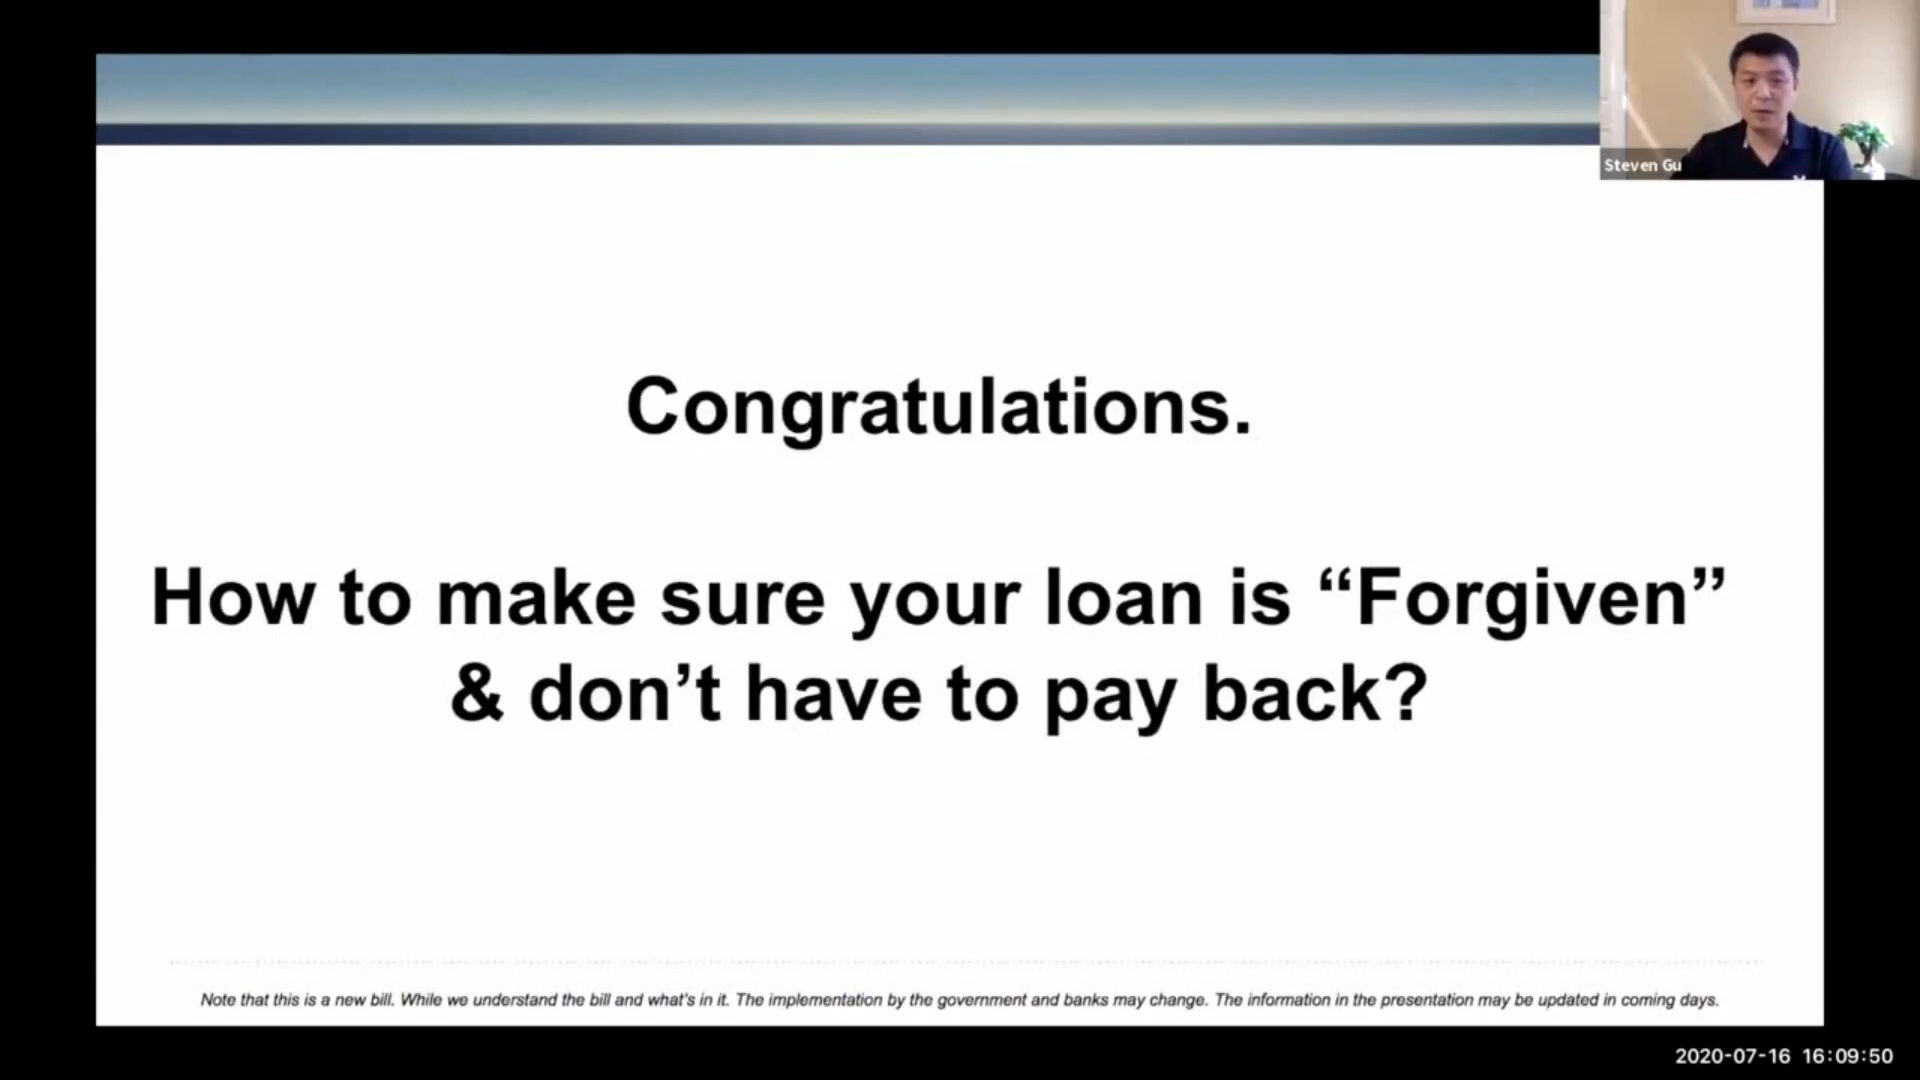 Steven Gu
Congratulations.
How to make sure your loan is “Forgiven”
& don’t have to pay back?
Note that this is a new bill. While we understand the bill and what's in it. The implementation by the government and banks may change. The information in the presentation may be updated in coming days.
2020-07-16 16:09:50